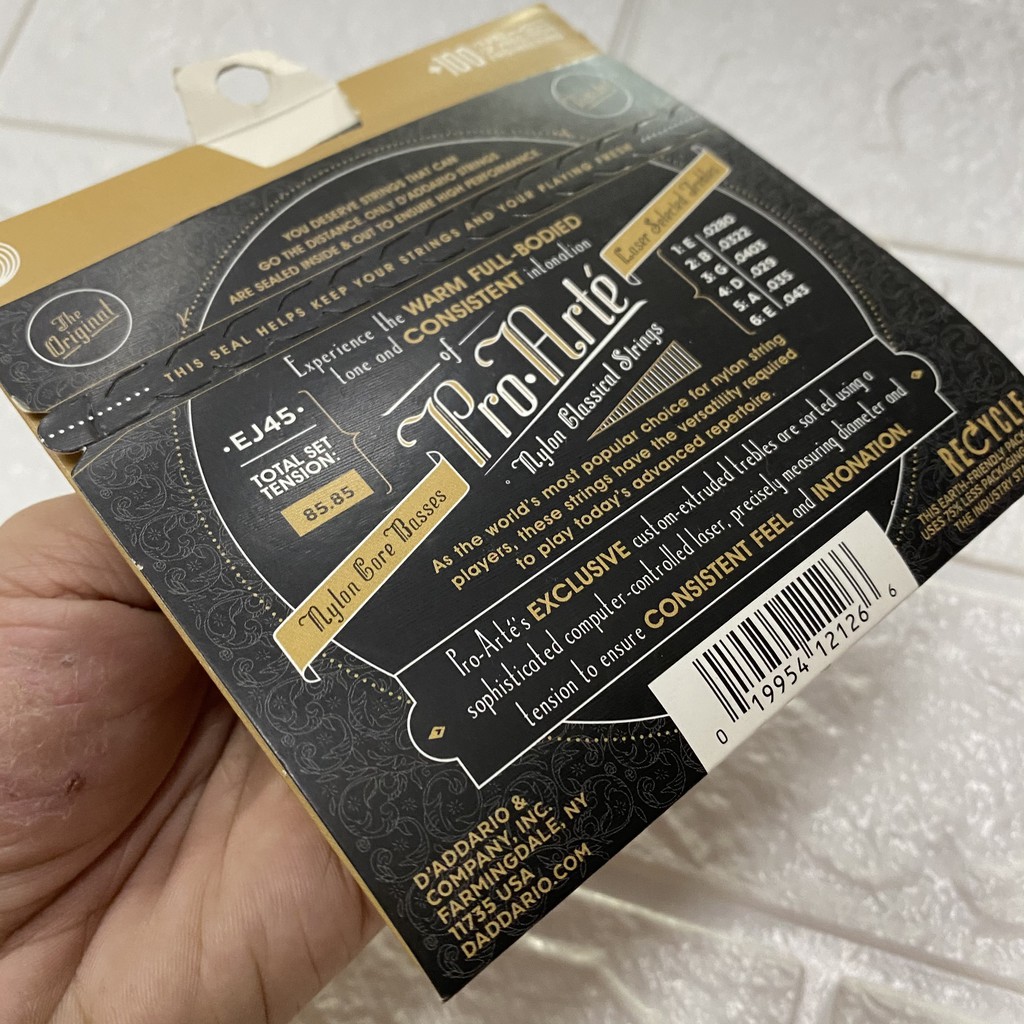 +100
YOU DESERVE STRINGS THAT CAN
GO THE DISTANCE ONLY D'ADDARIO STRINGS
ARE SEALED INSIDE & OUT TO ENSURE HIGH PERFORMANCE
THIS SEAL HELPS KEEP YOUR STRINGS AND YOUR PLAYING FRESH
The
Original
Experience the WARM FULL-BODIED
tone and CONSISTENT intonation
of
Pro·Arté
Nylon Classical Strings
Laser Selected Trebles
1: E .0280
2: B .0322
3: G .0403
4: D .029
5: A .035
6: E .043
·EJ45·
TOTAL SET
TENSION:
85.85
Nylon Core Basses
As the world's most popular choice for nylon string
players, these strings have the versatility required
to play today's advanced repertoire.
Pro-Arté's EXCLUSIVE custom-extruded trebles are sorted using a
sophisticated computer-controlled laser, precisely measuring diameter and
tension to ensure CONSISTENT FEEL and INTONATION.
RECYCLE
THIS EARTH-FRIENDLY
USES 75% LESS PACKAGING
THE INDUSTRY
0 19954 12126 6
D'ADDARIO &
COMPANY, INC.
FARMINGDALE, NY
11735 USA
DADDARIO.COM